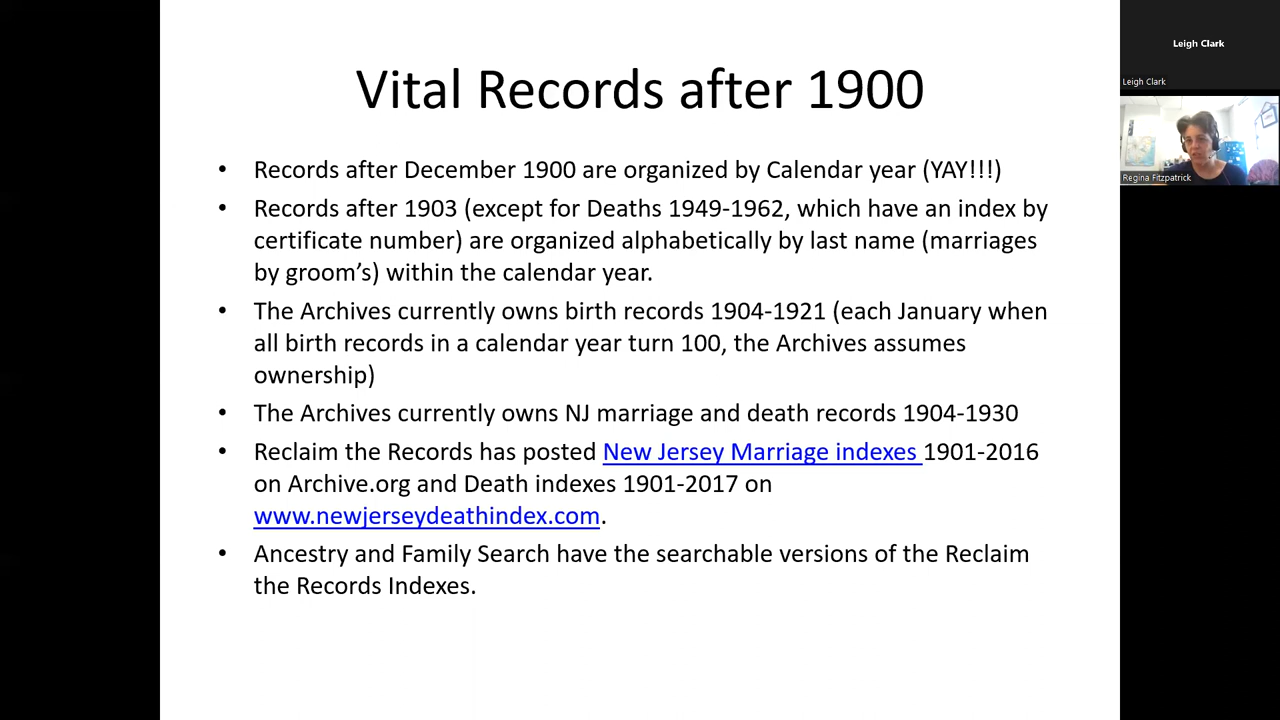 Vital Records after 1900
• Records after December 1900 are organized by Calendar year (YAY!!!)
• Records after 1903 (except for Deaths 1949-1962, which have an index by
certificate number) are organized alphabetically by last name (marriages
by groom's) within the calendar year.
• The Archives currently owns birth records 1904-1921 (each January when
all birth records in a calendar year turn 100, the Archives assumes
ownership)
• The Archives currently owns NJ marriage and death records 1904-1930
• Reclaim the Records has posted New Jersey Marriage indexes 1901-2016
on Archive.org and Death indexes 1901-2017 on
www.newjerseydeathindex.com.
• Ancestry and Family Search have the searchable versions of the Reclaim
the Records Indexes.
Leigh Clark
Leigh Clark
Regina Fitzpatrick